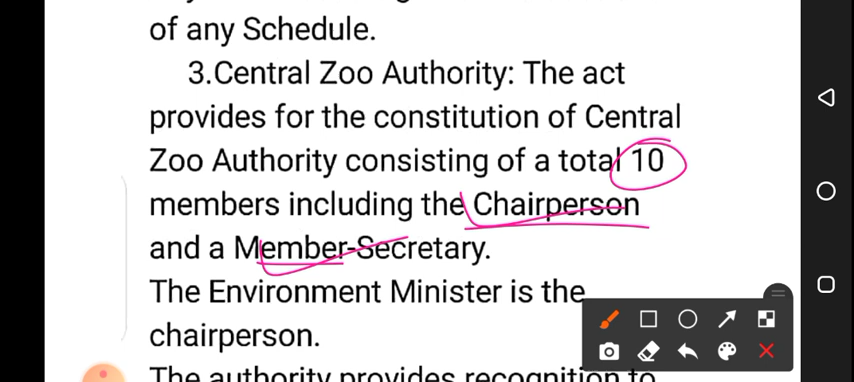 of any Schedule.
3.Central Zoo Authority: The act
provides for the constitution of Central
Zoo Authority consisting of a total 10
members including the Chairperson
and a Member-Secretary.
The Environment Minister is the
chairperson.
The authority provides recognition to